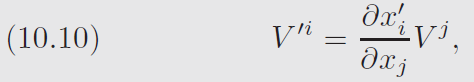 (10.10) V'^i = \frac{\partial x'_i}{\partial x_j} V^j,